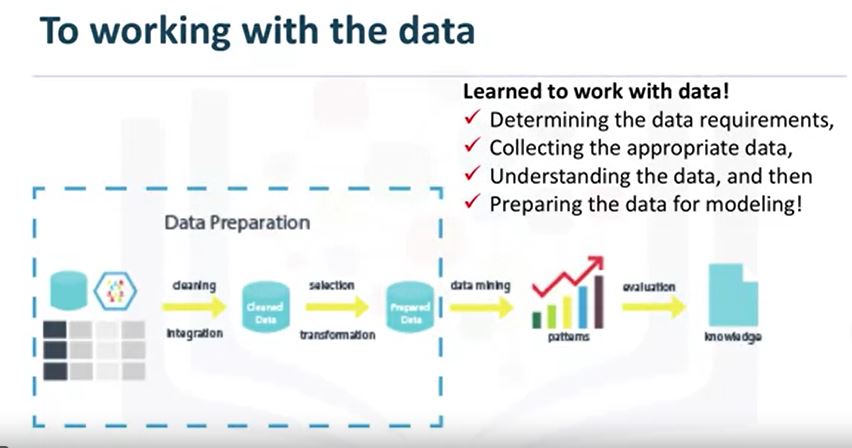 To working with the data
Learned to work with data!
Determining the data requirements,
Collecting the appropriate data,
Understanding the data, and then
Preparing the data for modeling!
Data Preparation
cleaning
integration
Cleaned
Data
selection
transformation
Prepared
Data
data mining
patterns
evaluation
knowledge